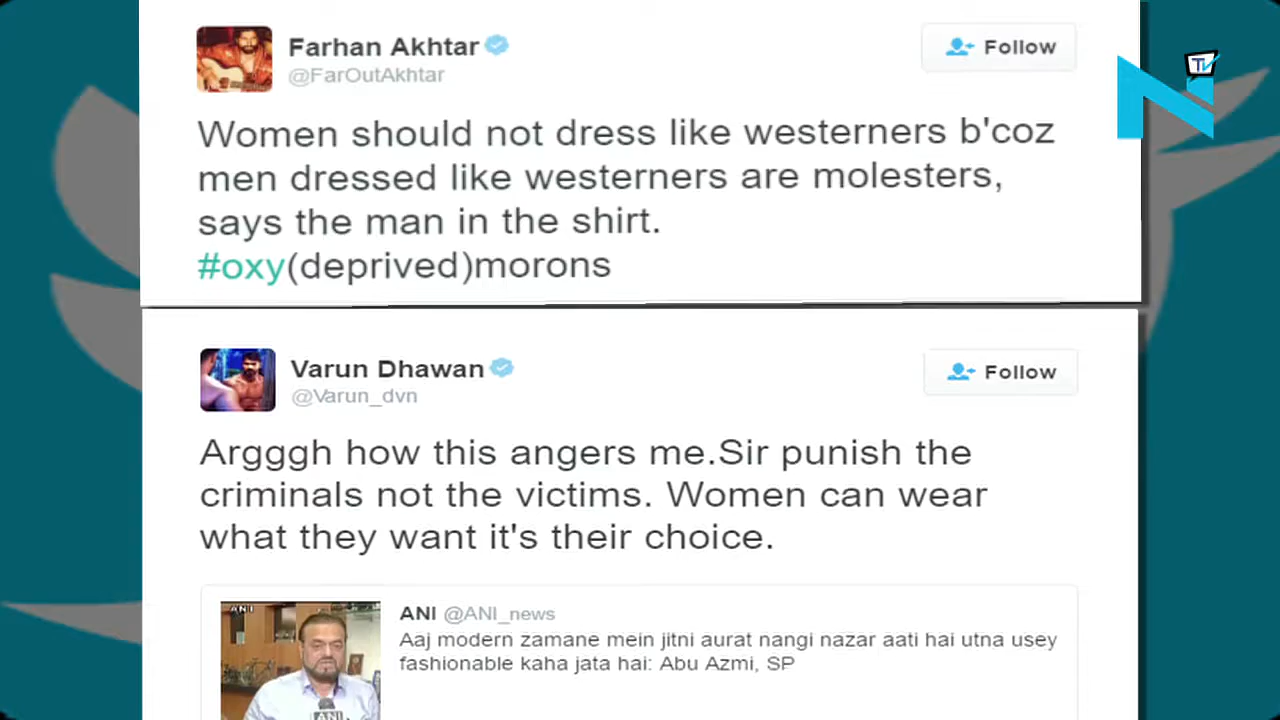 Farhan Akhtar
@FarOutAkhtar
Follow
TV
Women should not dress like westerners b'coz
men dressed like westerners are molesters,
says the man in the shirt.
#oxy(deprived)morons
Varun Dhawan
@Varun_dvn
Follow
Argggh how this angers me.Sir punish the
criminals not the victims. Women can wear
what they want it's their choice.
ANI
ANI @ANI_news
Aaj modern zamane mein jitni aurat nangi nazar aati hai utna usey
fashionable kaha jata hai: Abu Azmi, SP
ANI